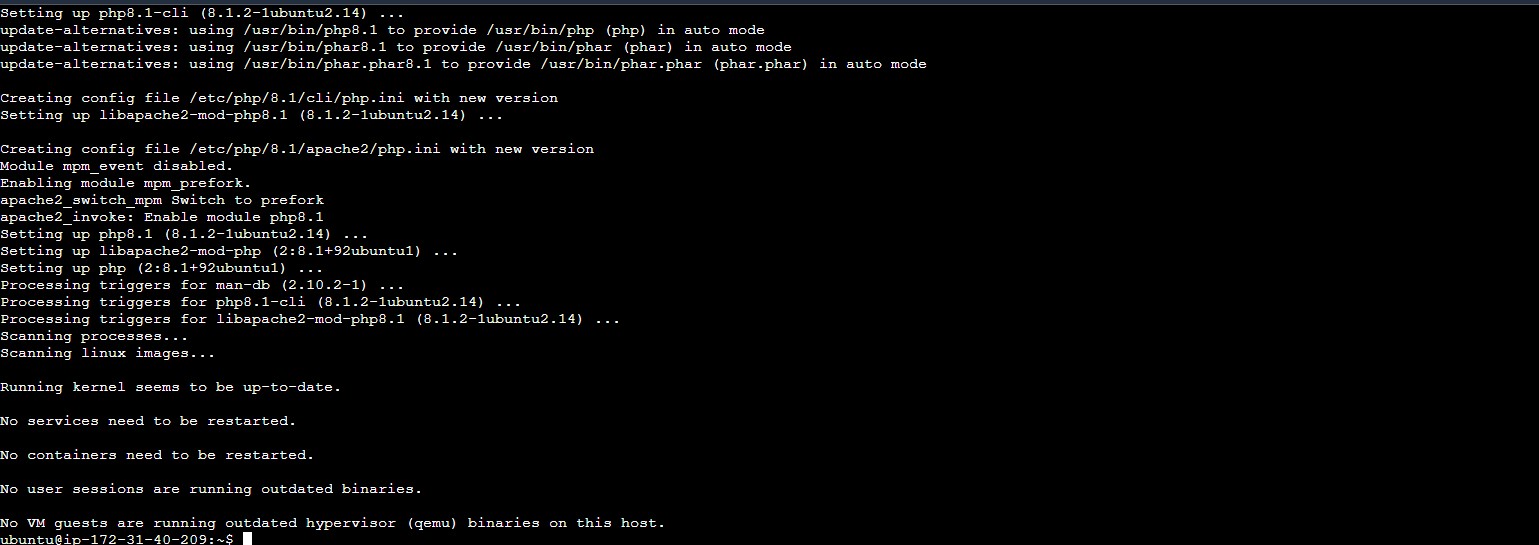 Setting up php8.1-cli (8.1.2-1ubuntu2.14) ...
update-alternatives: using /usr/bin/php8.1 to provide /usr/bin/php (php) in auto mode
update-alternatives: using /usr/bin/phar8.1 to provide /usr/bin/phar (phar) in auto mode
update-alternatives: using /usr/bin/phar.phar8.1 to provide /usr/bin/phar.phar (phar.phar) in auto mode
Creating config file /etc/php/8.1/cli/php.ini with new version
Setting up libapache2-mod-php8.1 (8.1.2-1ubuntu2.14) ...
Creating config file /etc/php/8.1/apache2/php.ini with new version
Module mpm_event disabled.
Enabling module mpm_prefork.
apache2_switch_mpm Switch to prefork
apache2_invoke: Enable module php8.1
Setting up php8.1 (8.1.2-1ubuntu2.14) ...
Setting up libapache2-mod-php (2:8.1+92ubuntu1) ...
Setting up php (2:8.1+92ubuntu1) ...
Processing triggers for man-db (2.10.2-1) ...
Processing triggers for php8.1-cli (8.1.2-1ubuntu2.14) ...
Processing triggers for libapache2-mod-php8.1 (8.1.2-1ubuntu2.14) ...
Scanning processes...
Scanning linux images...
Running kernel seems to be up-to-date.
No services need to be restarted.
No containers need to be restarted.
No user sessions are running outdated binaries.
No VM guests are running outdated hypervisor (qemu) binaries on this host.
ubuntu@ip-172-31-40-209:~$